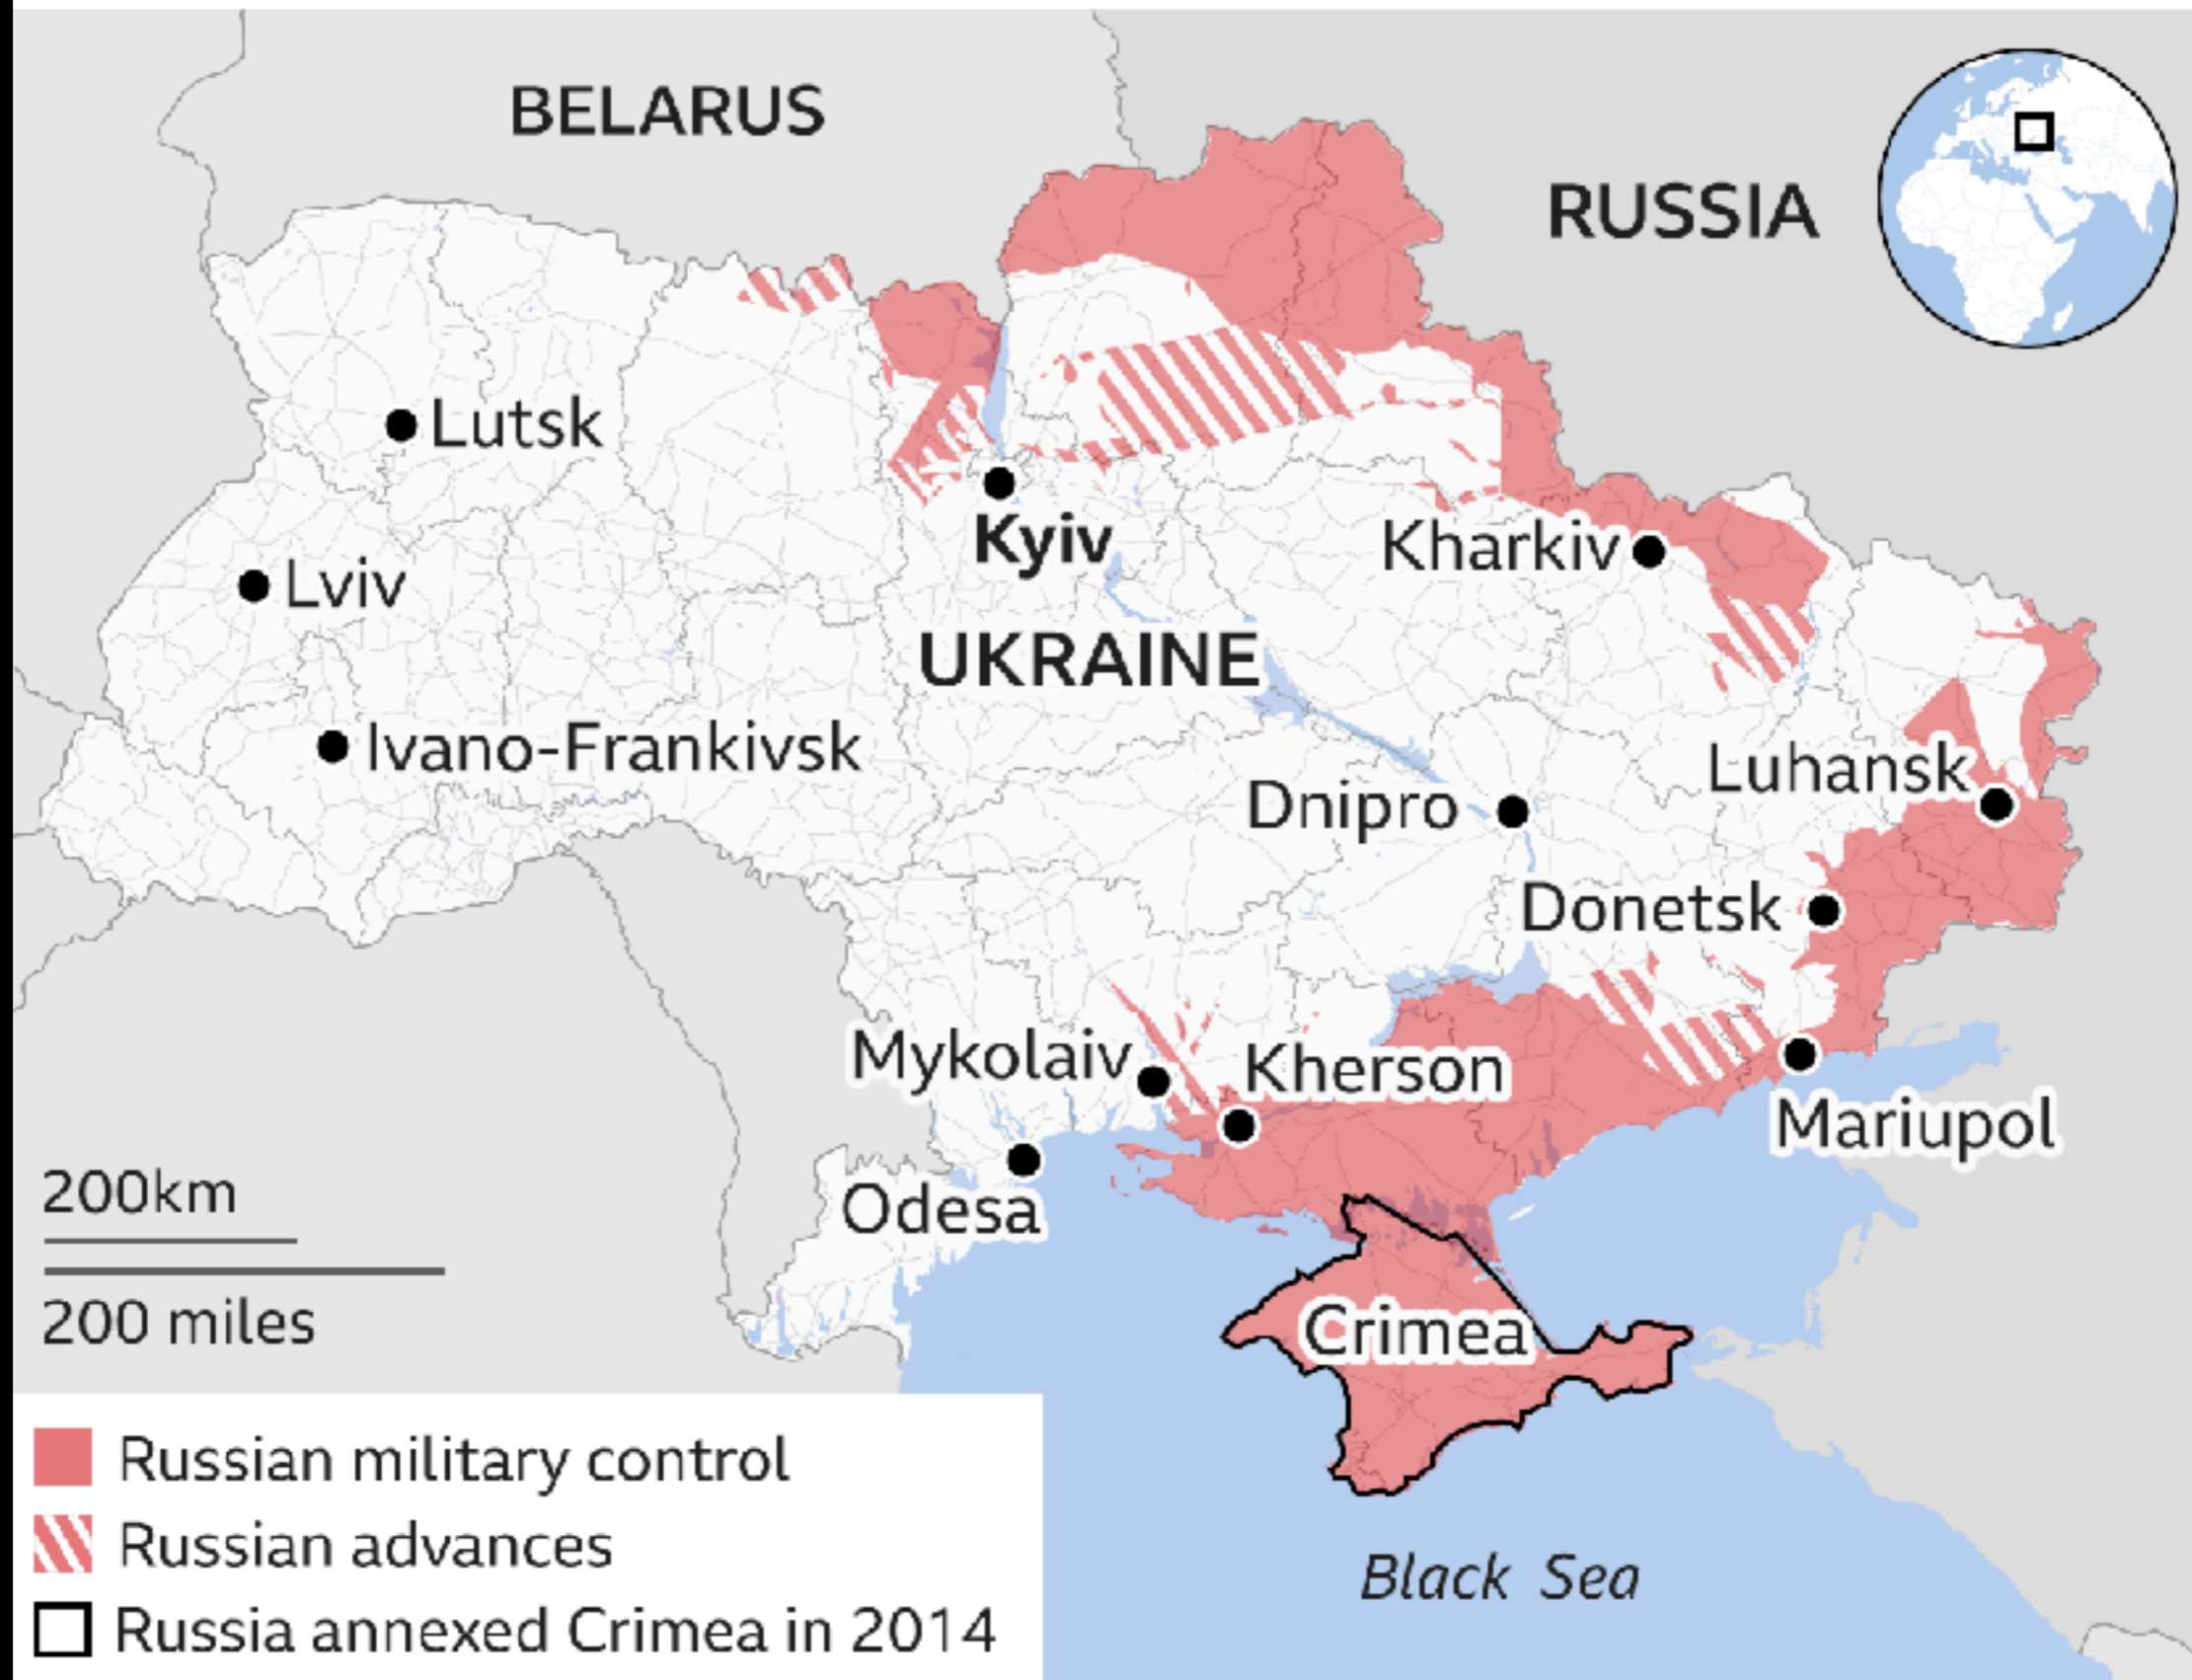 BELARUS
RUSSIA
Lutsk
Kyiv
Kharkiv
Lviv
UKRAINE
Ivano-Frankivsk
Luhansk
Dnipro
Donetsk
Mykolaiv
Kherson
Mariupol
Odesa
200km
200 miles
Crimea
Russian military control
Russian advances
Russia annexed Crimea in 2014
Black Sea